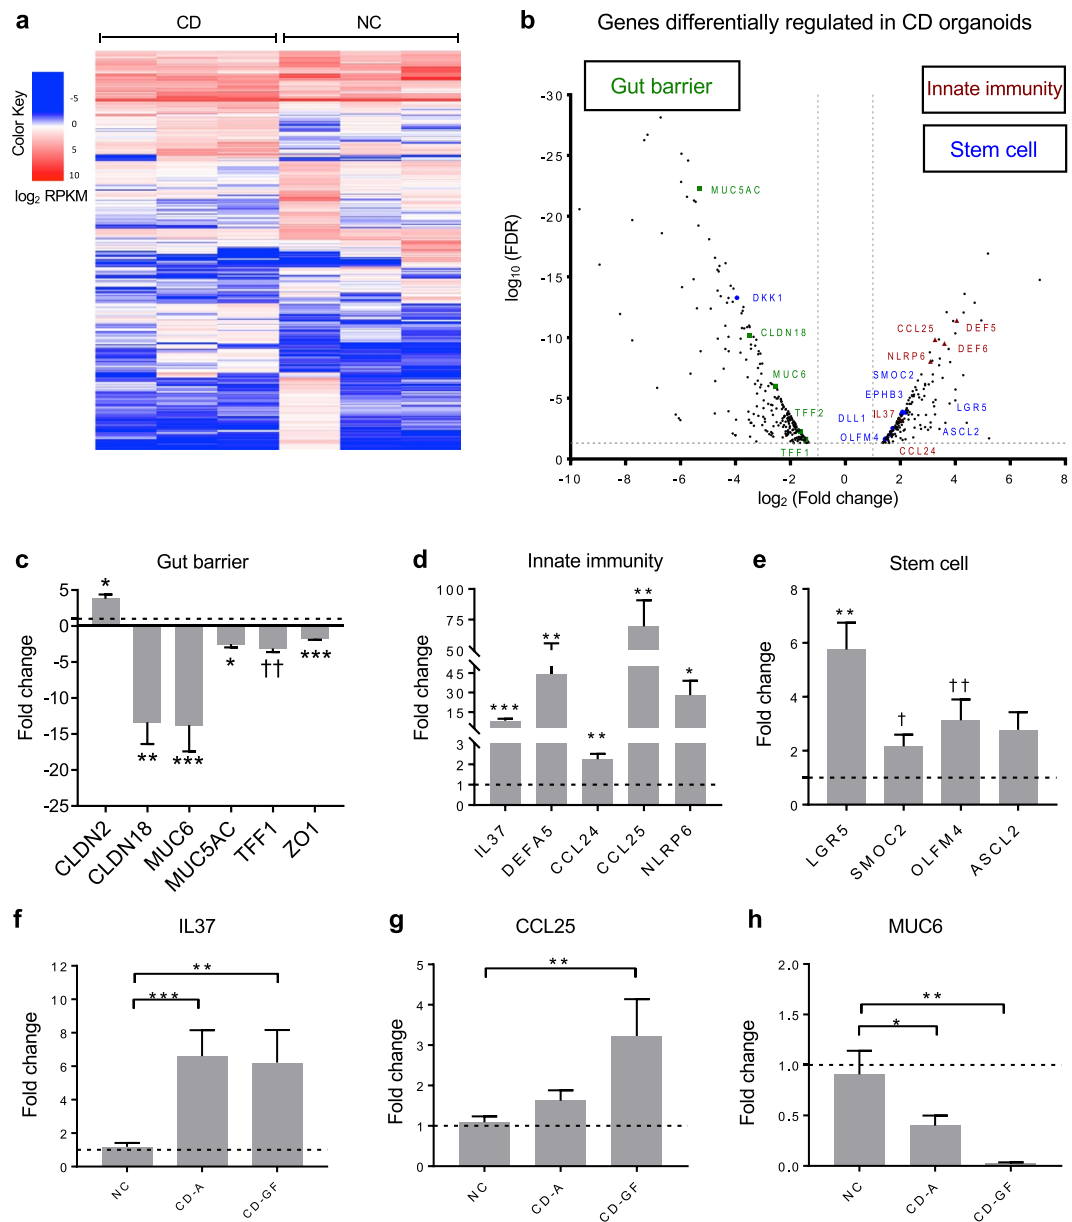 a
CD
NC
Color Key
-5
0
5
10
log2 RPKM
b
Genes differentially regulated in CD organoids
Gut barrier
Innate immunity
Stem cell
log10 (FDR)
-30
-25
-20
-15
-10
-5
0
MUC5AC
DKK1
CLDN18
MUC6
TFF2
TFF1
CCL25
DEF5
NLRP6
DEF6
SMOC2
EPHB3
LGR5
DLL1
IL37
OLFM4
ASCL2
CCL24
-10
-8
-6
-4
-2
0
2
4
6
8
log2 (Fold change)
c
Gut barrier
Fold change
5
0
-5
-10
-15
-20
-25
*
**
***
*
††
***
CLDN2
CLDN18
MUC6
MUC5AC
TFF1
ZO1
d
Innate immunity
Fold change
100
75
50
45
30
15
3
2
1
0
***
**
**
**
*
IL37
DEFA5
CCL24
CCL25
NLRP6
e
Stem cell
Fold change
8
6
4
2
0
**
†
††
LGR5
SMOC2
OLFM4
ASCL2
f
IL37
Fold change
12
10
8
6
4
2
0
**
***
NC
CD-A
CD-GF
g
CCL25
Fold change
5
4
3
2
1
0
**
NC
CD-A
CD-GF
h
MUC6
Fold change
2.0
1.5
1.0
0.5
0.0
**
*
NC
CD-A
CD-GF